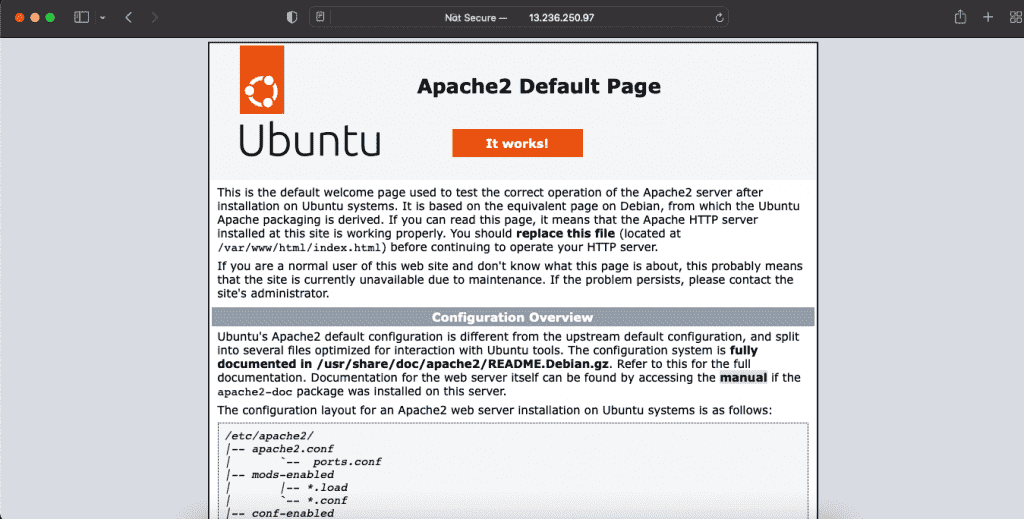 Nät Secure — 13.236.250.97
Apache2 Default Page
Ubuntu
It works!
This is the default welcome page used to test the correct operation of the Apache2 server after
installation on Ubuntu systems. It is based on the equivalent page on Debian, from which the Ubuntu
Apache packaging is derived. If you can read this page, it means that the Apache HTTP server
installed at this site is working properly. You should replace this file (located at
/var/www/html/index.html) before continuing to operate your HTTP server.
If you are a normal user of this web site and don't know what this page is about, this probably means
that the site is currently unavailable due to maintenance. If the problem persists, please contact the
site's administrator.
Configuration Overview
Ubuntu's Apache2 default configuration is different from the upstream default configuration, and split
into several files optimized for interaction with Ubuntu tools. The configuration system is fully
documented in /usr/share/doc/apache2/README.Debian.gz. Refer to this for the full
documentation. Documentation for the web server itself can be found by accessing the manual if the
apache2-doc package was installed on this server.
The configuration layout for an Apache2 web server installation on Ubuntu systems is as follows:
/etc/apache2/
|-- apache2.conf
|       `--  ports.conf
|-- mods-enabled
|       |-- *.load
|       `-- *.conf
|-- conf-enabled